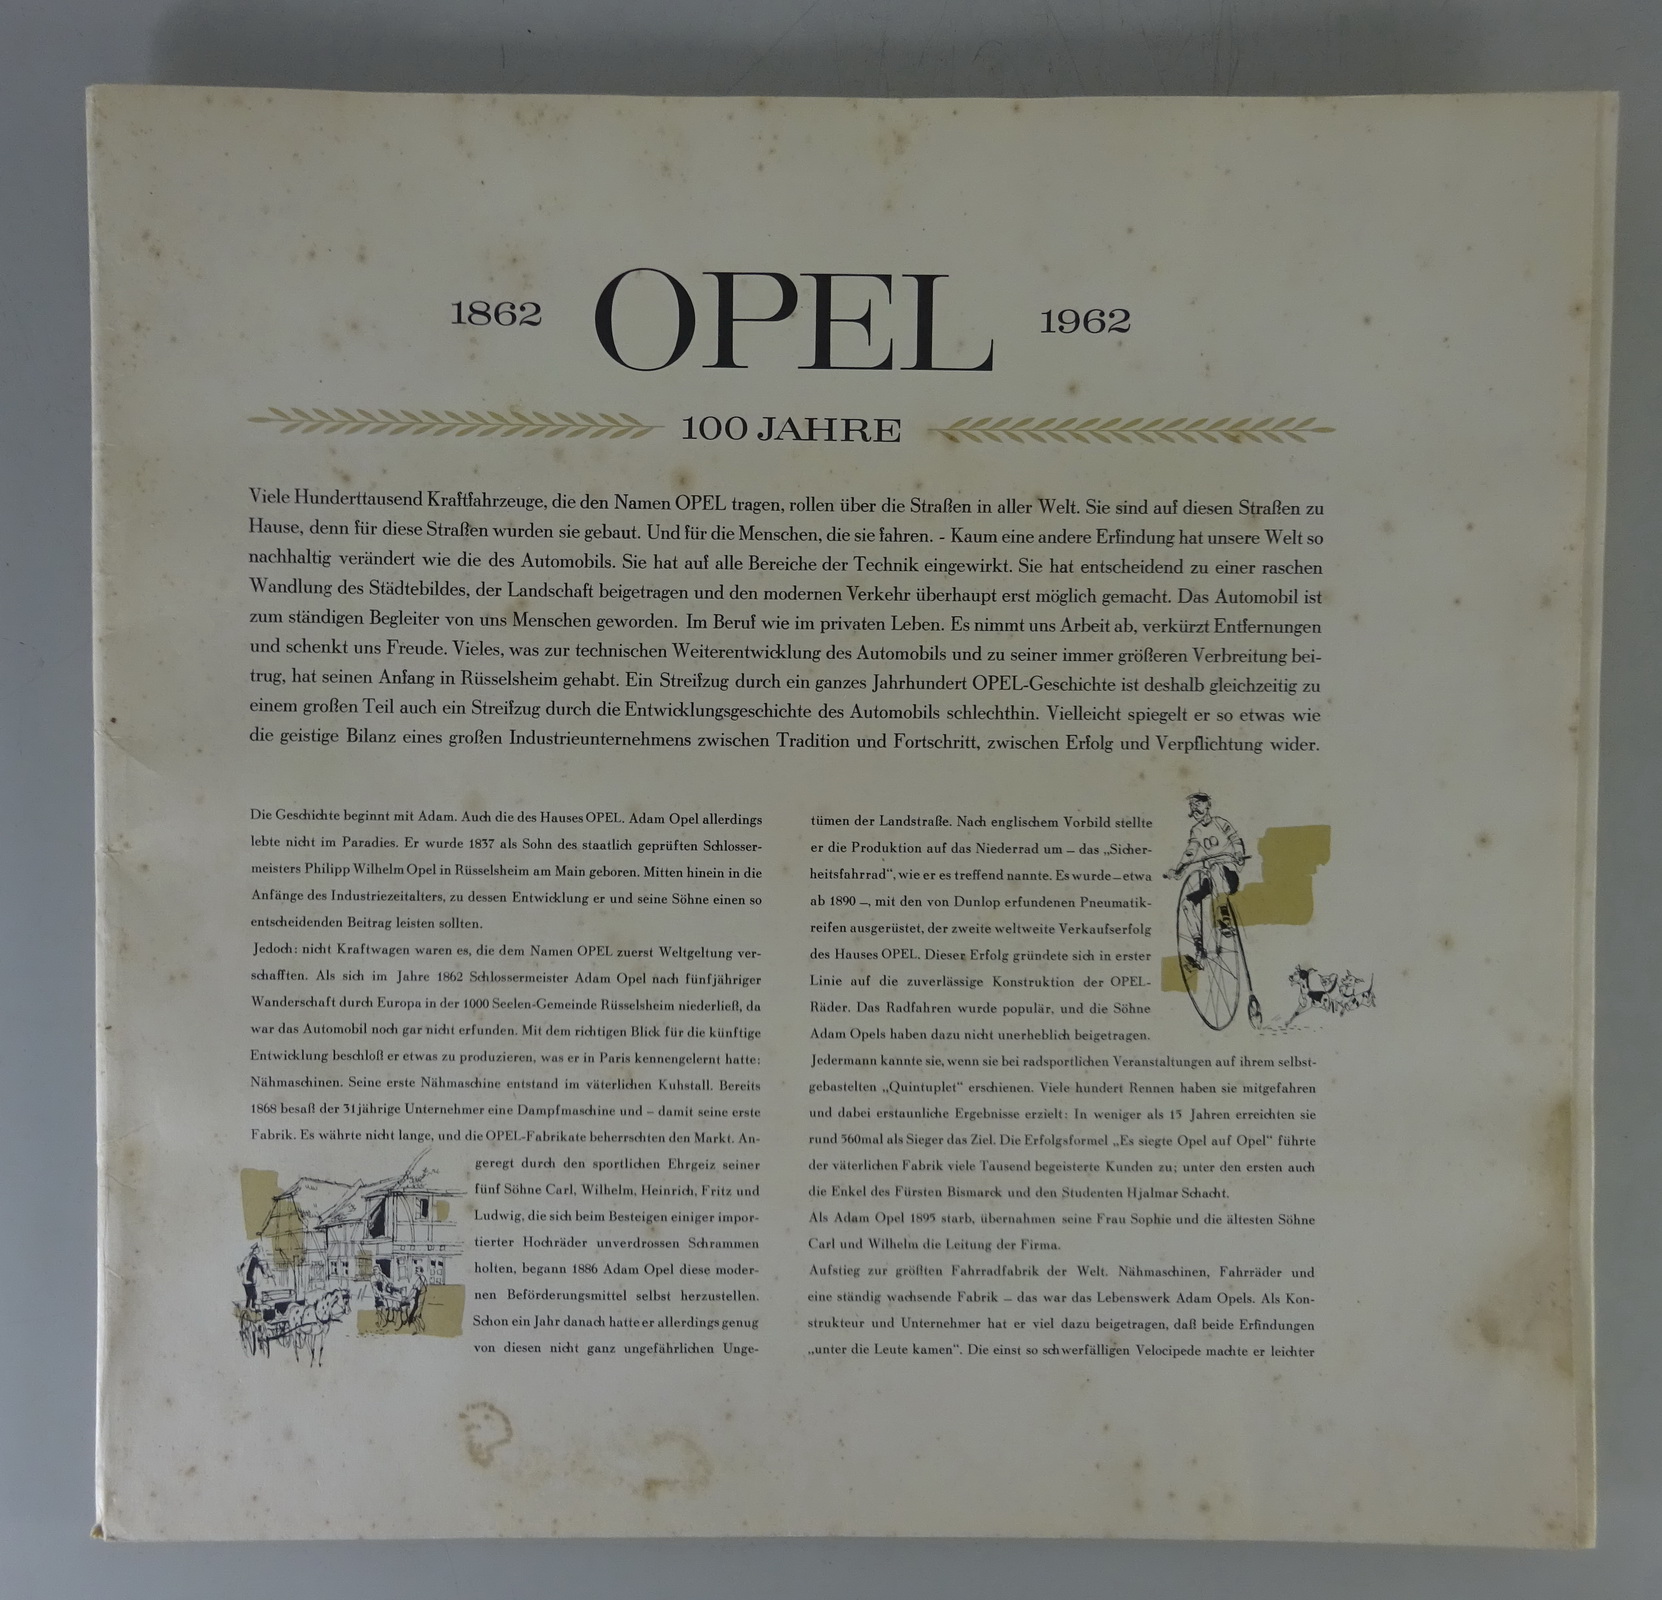 1862 OPEL 1962
100 JAHRE
Viele Hunderttausend Kraftfahrzeuge, die den Namen OPEL tragen, rollen über die Straßen in aller Welt. Sie sind auf diesen Straßen zu
Hause, denn für diese Straßen wurden sie gebaut. Und für die Menschen, die sie fahren. - Kaum eine andere Erfindung hat unsere Welt so
nachhaltig verändert wie die des Automobils. Sie hat auf alle Bereiche der Technik eingewirkt. Sie hat entscheidend zu einer raschen
Wandlung des Städtebildes, der Landschaft beigetragen und den modernen Verkehr überhaupt erst möglich gemacht. Das Automobil ist
zum ständigen Begleiter von uns Menschen geworden. Im Beruf wie im privaten Leben. Es nimmt uns Arbeit ab, verkürzt Entfernungen
und schenkt uns Freude. Vieles, was zur technischen Weiterentwicklung des Automobils und zu seiner immer größeren Verbreitung bei-
trug, hat seinen Anfang in Rüsselsheim gehabt. Ein Streifzug durch ein ganzes Jahrhundert OPEL-Geschichte ist deshalb gleichzeitig zu
einem großen Teil auch ein Streifzug durch die Entwicklungsgeschichte des Automobils schlechthin. Vielleicht spiegelt er so etwas wie
die geistige Bilanz eines großen Industrieunternehmens zwischen Tradition und Fortschritt, zwischen Erfolg und Verpflichtung wider.
Die Geschichte beginnt mit Adam. Auch die des Hauses OPEL. Adam Opel allerdings
lebte nicht im Paradies. Er wurde 1837 als Sohn des staatlich geprüften Schlosser-
meisters Philipp Wilhelm Opel in Rüsselsheim am Main geboren. Mitten hinein in die
Anfänge des Industriezeitalters, zu dessen Entwicklung er und seine Söhne einen so
entscheidenden Beitrag leisten sollten.
Jedoch: nicht Kraftwagen waren es, die dem Namen OPEL zuerst Weltgeltung ver-
schafften. Als sich im Jahre 1862 Schlossermeister Adam Opel nach fünfjähriger
Wanderschaft durch Europa in der 1000 Seelen-Gemeinde Rüsselsheim niederließ, da
war das Automobil noch gar nicht erfunden. Mit dem richtigen Blick für die künftige
Entwicklung beschloß er etwas zu produzieren, was er in Paris kennengelernt hatte:
Nähmaschinen. Seine erste Nähmaschine entstand im väterlichen Kuhstall. Bereits
1868 besaß der 31jährige Unternehmer eine Dampfmaschine und – damit seine erste
Fabrik. Es währte nicht lange, und die OPEL-Fabrikate beherrschten den Markt. An-
geregt durch den sportlichen Ehrgeiz seiner
fünf Söhne Carl, Wilhelm, Heinrich, Fritz und
Ludwig, die sich beim Besteigen einiger impor-
tierter Hochräder unverdrossen Schrammen
holten, begann 1886 Adam Opel diese moder-
nen Beförderungsmittel selbst herzustellen.
Schon ein Jahr danach hatte er allerdings genug
von diesen nicht ganz ungefährlichen Unge-
tümen der Landstraße. Nach englischem Vorbild stellte
er die Produktion auf das Niederrad um – das „Sicher-
heitsfahrrad“, wie er es treffend nannte. Es wurde – etwa
ab 1890 –, mit den von Dunlop erfundenen Pneumatik-
reifen ausgerüstet, der zweite weltweite Verkaufserfolg
des Hauses OPEL. Dieser Erfolg gründete sich in erster
Linie auf die zuverlässige Konstruktion der OPEL-
Räder. Das Radfahren wurde populär, und die Söhne
Adam Opels haben dazu nicht unerheblich beigetragen.
Jedermann kannte sie, wenn sie bei radsportlichen Veranstaltungen auf ihrem selbst-
gebastelten „Quintuplet“ erschienen. Viele hundert Rennen haben sie mitgefahren
und dabei erstaunliche Ergebnisse erzielt: In weniger als 15 Jahren erreichten sie
rund 560mal als Sieger das Ziel. Die Erfolgsformel „Es siegte Opel auf Opel“ führte
der väterlichen Fabrik viele Tausend begeisterte Kunden zu; unter den ersten auch
die Enkel des Fürsten Bismarck und den Studenten Hjalmar Schacht.
Als Adam Opel 1895 starb, übernahmen seine Frau Sophie und die ältesten Söhne
Carl und Wilhelm die Leitung der Firma.
Aufstieg zur größten Fahrradfabrik der Welt. Nähmaschinen, Fahrräder und
eine ständig wachsende Fabrik – das war das Lebenswerk Adam Opels. Als Kon-
strukteur und Unternehmer hat er viel dazu beigetragen, daß beide Erfindungen
„unter die Leute kamen“. Die einst so schwerfälligen Velocipede machte er leichter